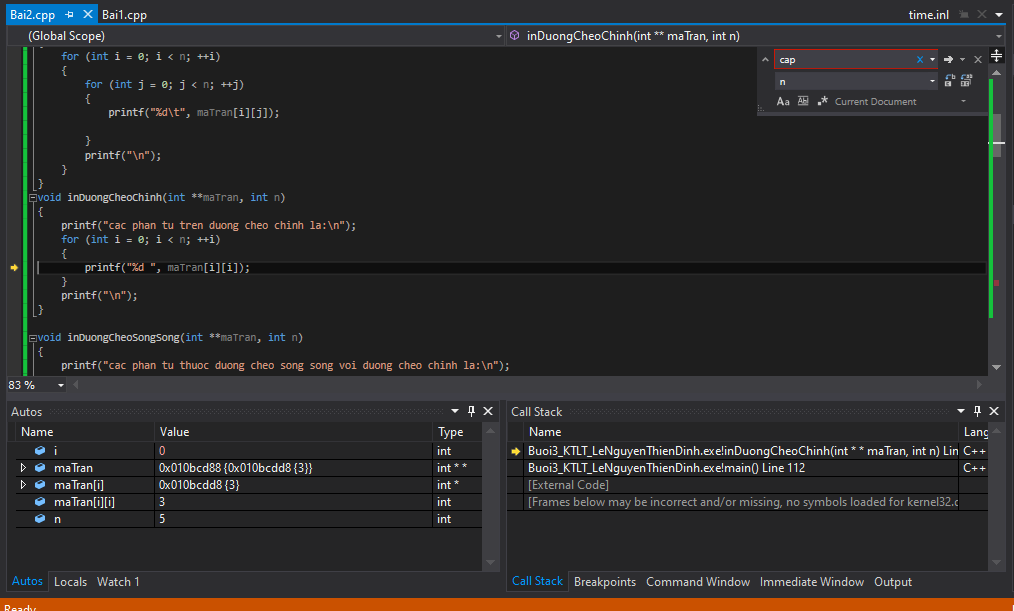 Bai2.cpp Bai1.cpp time.inl
(Global Scope) inDuongCheoChinh(int ** maTran, int n)
for (int i = 0; i < n; ++i)
{
for (int j = 0; j < n; ++j)
{
printf("%d\t", maTran[i][j]);
}
printf("\n");
}
}
void inDuongCheoChinh(int **maTran, int n)
{
printf("cac phan tu tren duong cheo chinh la:\n");
for (int i = 0; i < n; ++i)
{
printf("%d ", maTran[i][i]);
}
printf("\n");
}
void inDuongCheoSongSong(int **maTran, int n)
{
printf("cac phan tu thuoc duong cheo song song voi duong cheo chinh la:\n");
cap
n
Aa Abl .* Current Document
83 %
Autos
Name Value Type
i 0 int
maTran 0x010bcd88 {0x010bcdd8 {3}} int * *
maTran[i] 0x010bcdd8 {3} int *
maTran[i][i] 3 int
n 5 int
Autos Locals Watch 1
Call Stack
Name Lang
Buoi3_KTLT_LeNguyenThienDinh.exe!inDuongCheoChinh(int * * maTran, int n) Lin C++
Buoi3_KTLT_LeNguyenThienDinh.exe!main() Line 112 C++
[External Code]
[Frames below may be incorrect and/or missing, no symbols loaded for kernel32.c
Call Stack Breakpoints Command Window Immediate Window Output
Ready